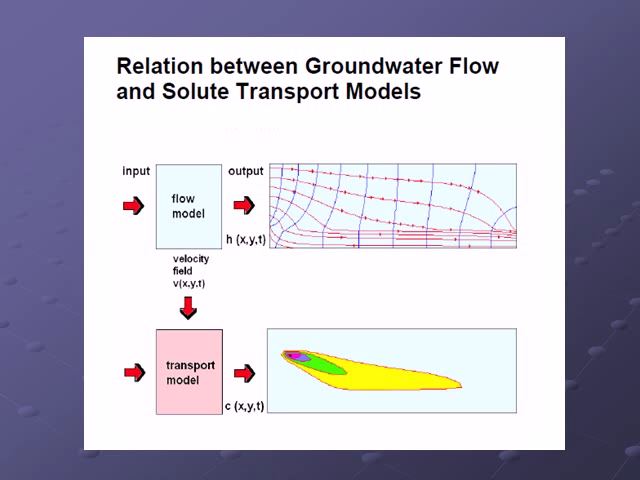 Relation between Groundwater Flow
and Solute Transport Models
input
flow
model
output
h (x,y,t)
velocity
field
v(x,y.t)
transport
model
c (x,y,t)